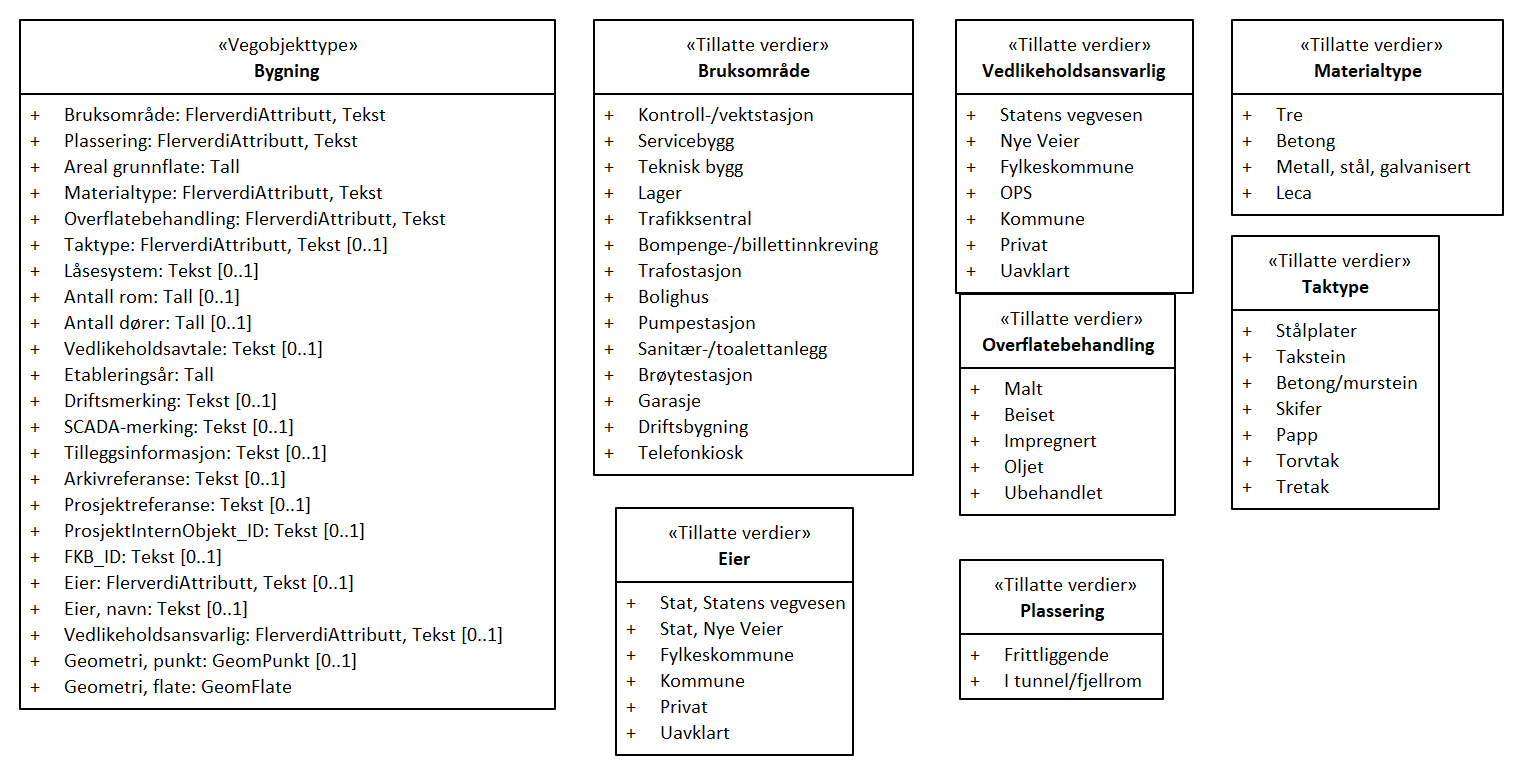 «Vegobjekttype»
Bygning
+ Bruksområde: FlerverdiAttributt, Tekst
+ Plassering: FlerverdiAttributt, Tekst
+ Areal grunnflate: Tall
+ Materialtype: FlerverdiAttributt, Tekst
+ Overflatebehandling: FlerverdiAttributt, Tekst
+ Taktype: FlerverdiAttributt, Tekst [0..1]
+ Låsesystem: Tekst [0..1]
+ Antall rom: Tall [0..1]
+ Antall dører: Tall [0..1]
+ Vedlikeholdsavtale: Tekst [0..1]
+ Etableringsår: Tall
+ Driftsmerking: Tekst [0..1]
+ SCADA-merking: Tekst [0..1]
+ Tilleggsinformasjon: Tekst [0..1]
+ Arkivreferanse: Tekst [0..1]
+ Prosjektreferanse: Tekst [0..1]
+ ProsjektInternObjekt_ID: Tekst [0..1]
+ FKB_ID: Tekst [0..1]
+ Eier: FlerverdiAttributt, Tekst [0..1]
+ Eier, navn: Tekst [0..1]
+ Vedlikeholdsansvarlig: FlerverdiAttributt, Tekst [0..1]
+ Geometri, punkt: GeomPunkt [0..1]
+ Geometri, flate: GeomFlate
«Tillatte verdier»
Bruksområde
+ Kontroll-/vektstasjon
+ Servicebygg
+ Teknisk bygg
+ Lager
+ Trafikksentral
+ Bompenge-/billettinnkreving
+ Trafostasjon
+ Bolighus
+ Pumpestasjon
+ Sanitær-/toalettanlegg
+ Brøytestasjon
+ Garasje
+ Driftsbygning
+ Telefonkiosk
«Tillatte verdier»
Eier
+ Stat, Statens vegvesen
+ Stat, Nye Veier
+ Fylkeskommune
+ Kommune
+ Privat
+ Uavklart
«Tillatte verdier»
Vedlikeholdsansvarlig
+ Statens vegvesen
+ Nye Veier
+ Fylkeskommune
+ OPS
+ Kommune
+ Privat
+ Uavklart
«Tillatte verdier»
Overflatebehandling
+ Malt
+ Beiset
+ Impregnert
+ Oljet
+ Ubehandlet
«Tillatte verdier»
Plassering
+ Frittliggende
+ I tunnel/fjellrom
«Tillatte verdier»
Materialtype
+ Tre
+ Betong
+ Metall, stål, galvanisert
+ Leca
«Tillatte verdier»
Taktype
+ Stålplater
+ Takstein
+ Betong/murstein
+ Skifer
+ Papp
+ Torvtak
+ Tretak